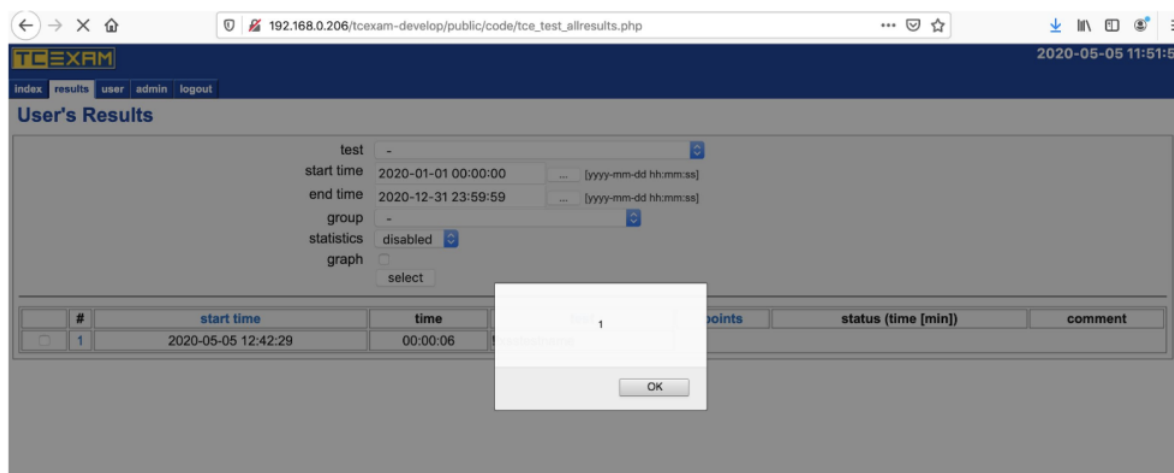 192.168.0.206/tcexam-develop/public/code/tce_test_allresults.php
TCEXAM
2020-05-05 11:51:5
index results user admin logout
User's Results
test -
start time 2020-01-01 00:00:00 ... [yyyy-mm-dd hh:mm:ss]
end time 2020-12-31 23:59:59 ... [yyyy-mm-dd hh:mm:ss]
group -
statistics disabled
graph
select
# start time time points status (time [min]) comment
1 2020-05-05 12:42:29 00:00:06
1
OK